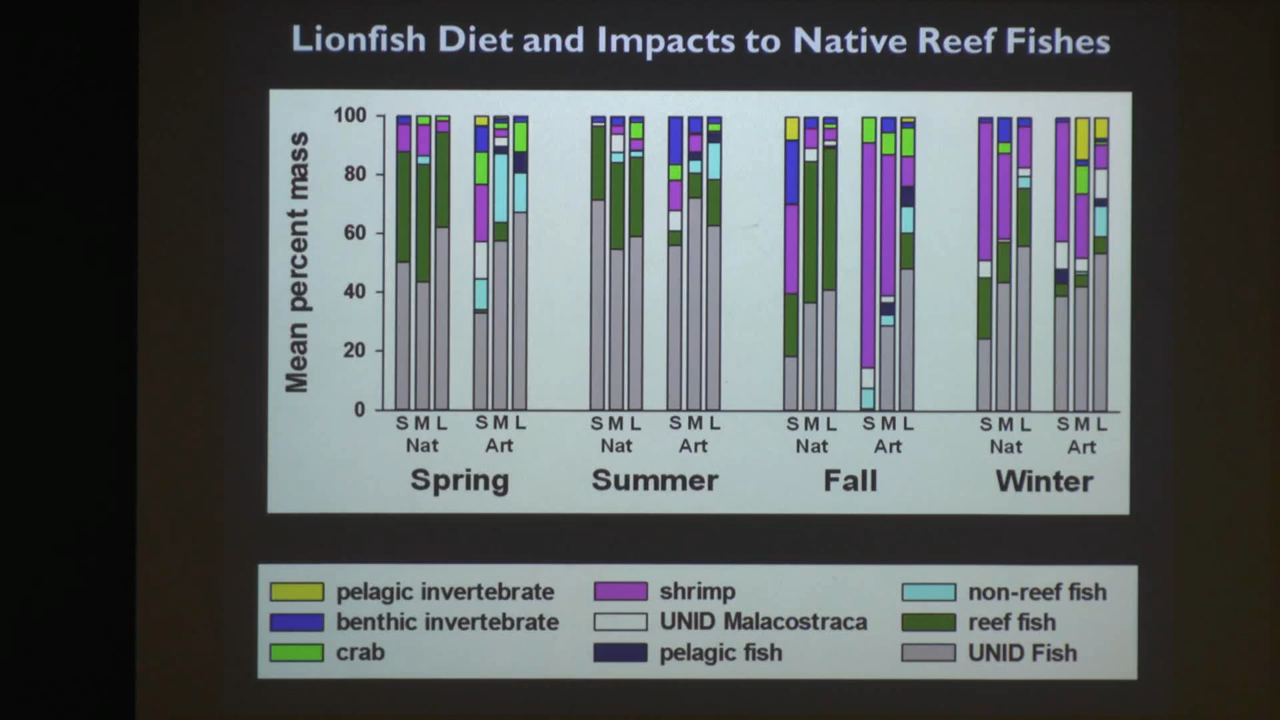 Lionfish Diet and Impacts to Native Reef Fishes
Mean percent mass
100
80
60
40
20
0
S M L S M L S M L S M L S M L S M L S M L S M L
Nat Art Nat Art Nat Art Nat Art
Spring Summer Fall Winter
pelagic invertebrate shrimp non-reef fish
benthic invertebrate UNID Malacostraca reef fish
crab pelagic fish UNID Fish